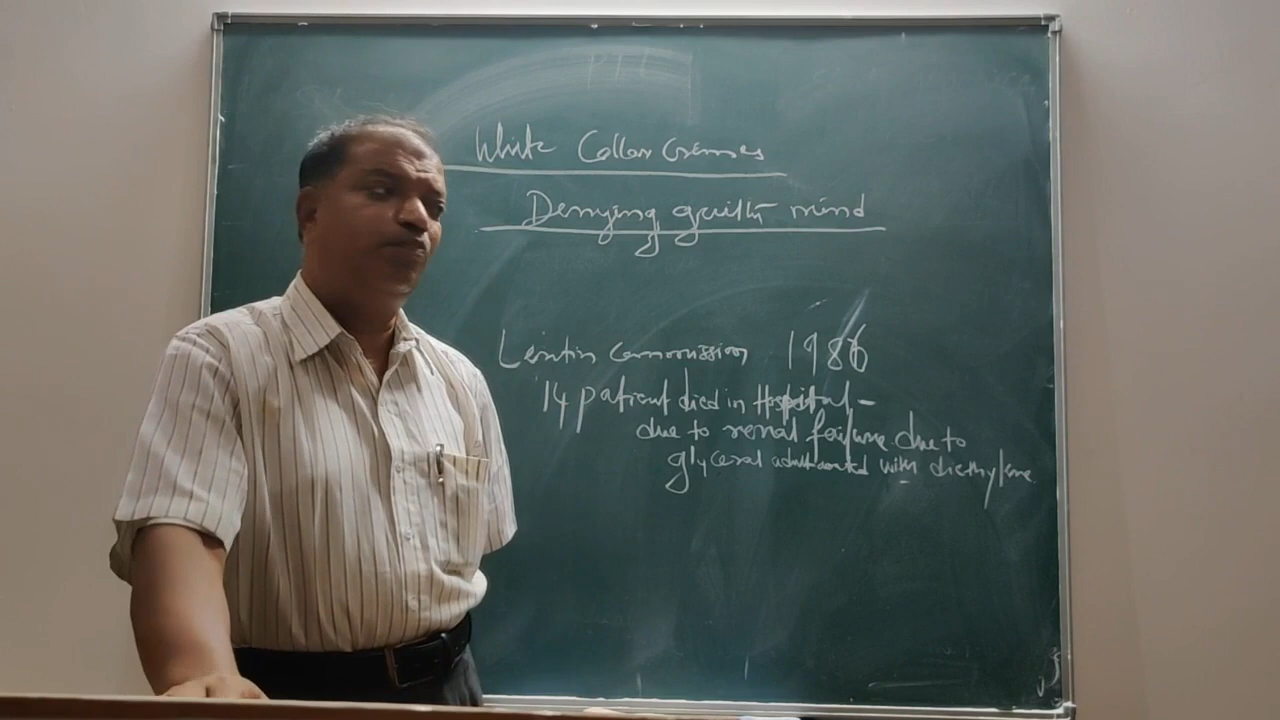 White Collar Crimes
Denying guilty mind
Lentin commission 1986
14 patient died in Hospital -
due to renal failure due to
glycerol adulterated with diethylene